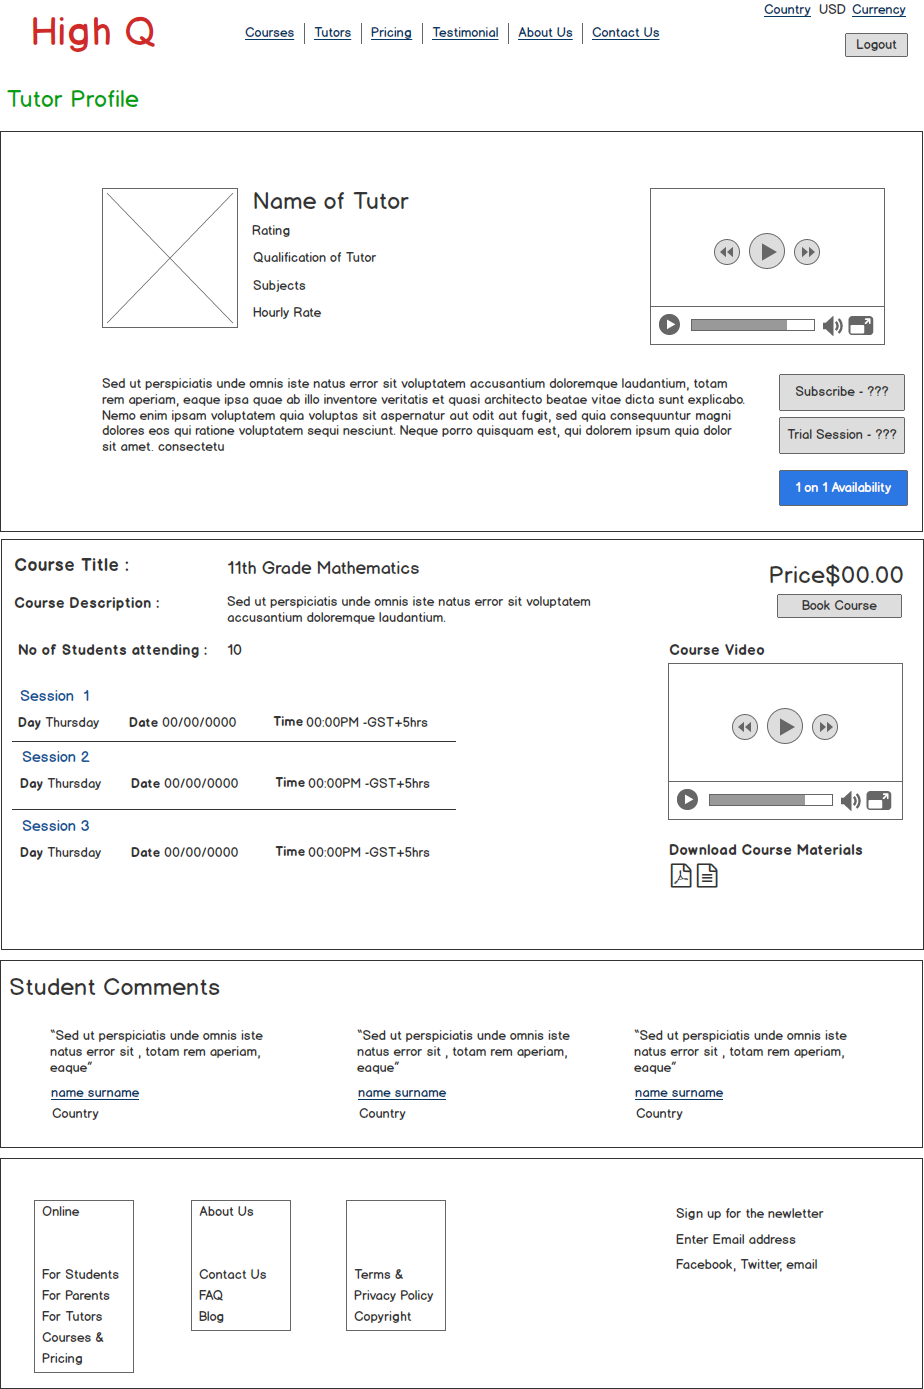 Country USD Currency
High Q
Courses Tutors Pricing Testimonial About Us Contact Us
Logout
Tutor Profile
Name of Tutor
Rating
Qualification of Tutor
Subjects
Hourly Rate
Sed ut perspiciatis unde omnis iste natus error sit voluptatem accusantium doloremque laudantium, totam
rem aperiam, eaque ipsa quae ab illo inventore veritatis et quasi architecto beatae vitae dicta sunt explicabo.
Nemo enim ipsam voluptatem quia voluptas sit aspernatur aut odit aut fugit, sed quia consequuntur magni
dolores eos qui ratione voluptatem sequi nesciunt. Neque porro quisquam est, qui dolorem ipsum quia dolor
sit amet. consectetu
Subscribe - ???
Trial Session - ???
1 on 1 Availability
Course Title :
11th Grade Mathematics
Price$00.00
Course Description :
Sed ut perspiciatis unde omnis iste natus error sit voluptatem
accusantium doloremque laudantium.
Book Course
No of Students attending : 10
Course Video
Session 1
Day Thursday Date 00/00/0000 Time 00:00PM -GST+5hrs
Session 2
Day Thursday Date 00/00/0000 Time 00:00PM -GST+5hrs
Session 3
Day Thursday Date 00/00/0000 Time 00:00PM -GST+5hrs
Download Course Materials
Student Comments
"Sed ut perspiciatis unde omnis iste
natus error sit , totam rem aperiam,
eaque"
name surname
Country
"Sed ut perspiciatis unde omnis iste
natus error sit , totam rem aperiam,
eaque"
name surname
Country
"Sed ut perspiciatis unde omnis iste
natus error sit , totam rem aperiam,
eaque"
name surname
Country
Online
For Students
For Parents
For Tutors
Courses &
Pricing
About Us
Contact Us
FAQ
Blog
Terms &
Privacy Policy
Copyright
Sign up for the newletter
Enter Email address
Facebook, Twitter, email